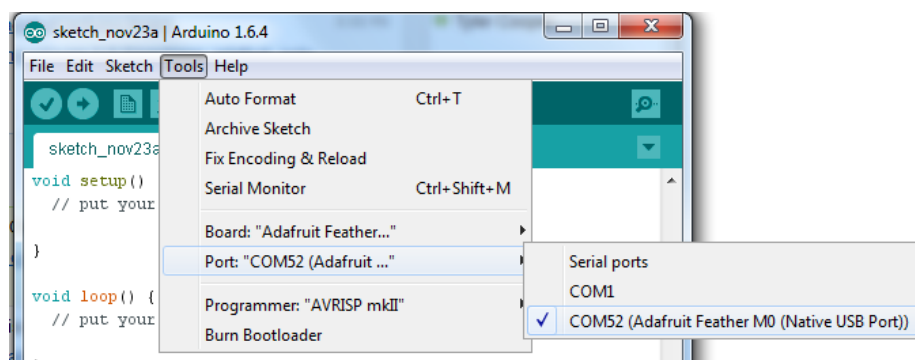 sketch_nov23a | Arduino 1.6.4
File Edit Sketch Tools Help
Auto Format Ctrl+T
Archive Sketch
Fix Encoding & Reload
Serial Monitor Ctrl+Shift+M
Board: "Adafruit Feather..."
Port: "COM52 (Adafruit ..."
Programmer: "AVRISP mkII"
Burn Bootloader
Serial ports
COM1
COM52 (Adafruit Feather M0 (Native USB Port))
sketch_nov23a
void setup()
// put your
}
void loop() {
// put your